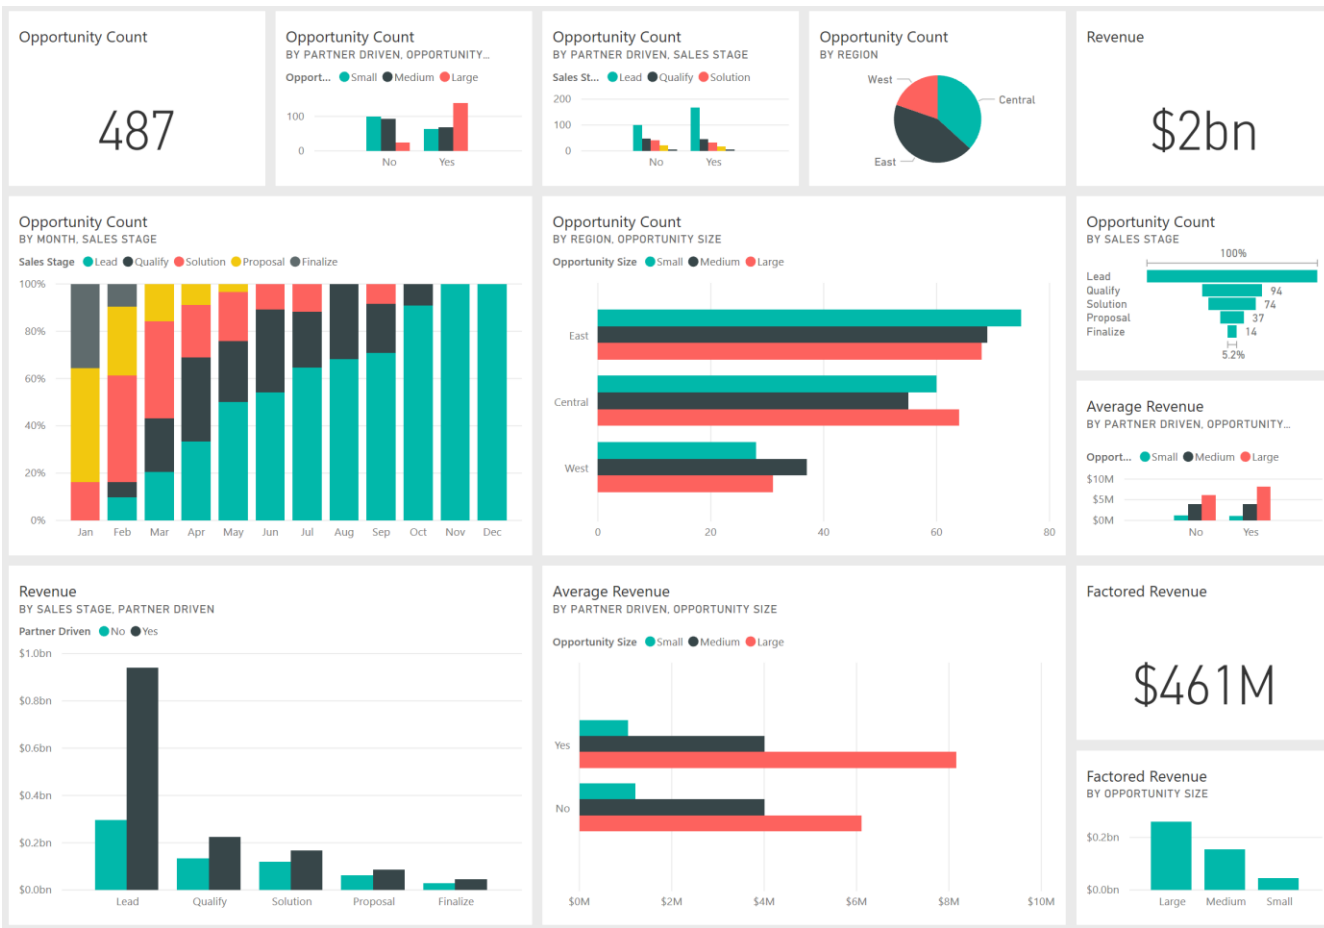 Opportunity Count
487
Opportunity Count
BY PARTNER DRIVEN, OPPORTUNITY...
Opport... Small Medium Large
100
0
No Yes
Opportunity Count
BY PARTNER DRIVEN, SALES STAGE
Sales St... Lead Qualify Solution
200
100
0
No Yes
Opportunity Count
BY REGION
West
Central
East
Revenue
$2bn
Opportunity Count
BY MONTH, SALES STAGE
Sales Stage Lead Qualify Solution Proposal Finalize
100%
80%
60%
40%
20%
0%
Jan Feb Mar Apr May Jun Jul Aug Sep Oct Nov Dec
Opportunity Count
BY REGION, OPPORTUNITY SIZE
Opportunity Size Small Medium Large
East
Central
West
0 20 40 60 80
Opportunity Count
BY SALES STAGE
100%
Lead
Qualify 94
Solution 74
Proposal 37
Finalize 14
5.2%
Average Revenue
BY PARTNER DRIVEN, OPPORTUNITY...
Opport... Small Medium Large
$10M
$5M
$0M
No Yes
Revenue
BY SALES STAGE, PARTNER DRIVEN
Partner Driven No Yes
$1.0bn
$0.8bn
$0.6bn
$0.4bn
$0.2bn
$0.0bn
Lead Qualify Solution Proposal Finalize
Average Revenue
BY PARTNER DRIVEN, OPPORTUNITY SIZE
Opportunity Size Small Medium Large
Yes
No
$0M $2M $4M $6M $8M $10M
Factored Revenue
$461M
Factored Revenue
BY OPPORTUNITY SIZE
$0.2bn
$0.0bn
Large Medium Small